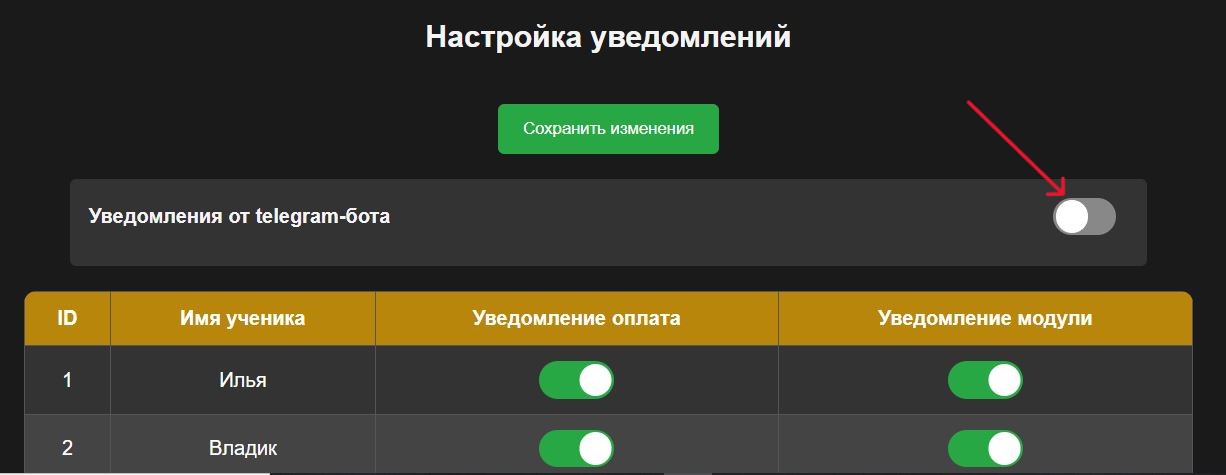 Настройка уведомлений
Сохранить изменения
Уведомления от telegram-бота
ID Имя ученика Уведомление оплата Уведомление модули
1 Илья
2 Владик